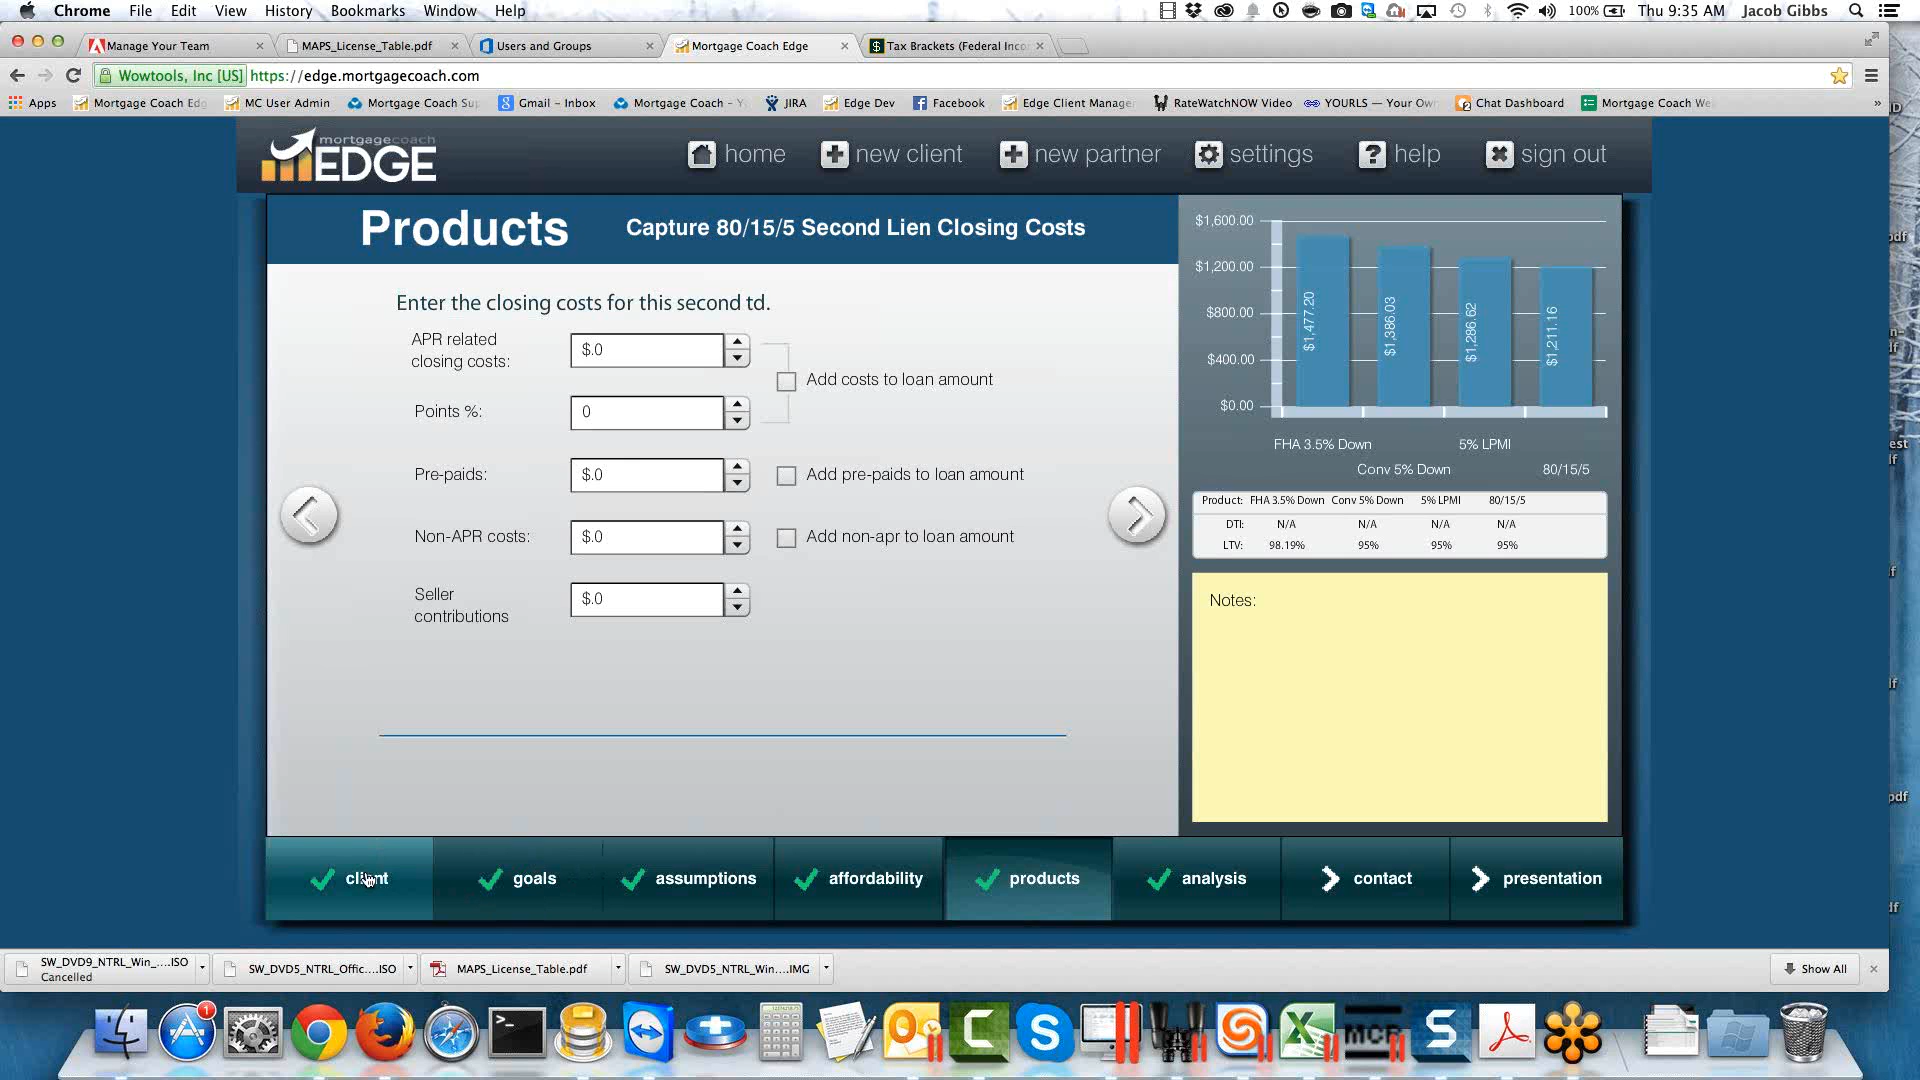 Chrome File Edit View History Bookmarks Window Help 100% Thu 9:35 AM Jacob Gibbs
Manage Your Team MAPS_License_Table.pdf Users and Groups Mortgage Coach Edge Tax Brackets (Federal Incor
Wowtools, Inc [US] https://edge.mortgagecoach.com
Apps Mortgage Coach Edg MC User Admin Mortgage Coach Sup Gmail – Inbox Mortgage Coach – Y JIRA Edge Dev Facebook Edge Client Manage RateWatchNOW Video YOURLS — Your Own Chat Dashboard Mortgage Coach We »
mortgagecoach
EDGE
home new client new partner settings help sign out
Products Capture 80/15/5 Second Lien Closing Costs
Enter the closing costs for this second td.
APR related
closing costs:
$.0
Add costs to loan amount
Points %: 0
Pre-paids: $.0 Add pre-paids to loan amount
Non-APR costs: $.0 Add non-apr to loan amount
Seller
contributions
$.0
$1,600.00
$1,200.00
$800.00
$400.00
$0.00
$1,477.20
$1,386.03
$1,286.62
$1,211.16
FHA 3.5% Down 5% LPMI
Conv 5% Down 80/15/5
Product: FHA 3.5% Down Conv 5% Down 5% LPMI 80/15/5
DTI: N/A N/A N/A N/A
LTV: 98.19% 95% 95% 95%
Notes:
client goals assumptions affordability products analysis contact presentation
SW_DVD9_NTRL_Win_....ISO
Cancelled
SW_DVD5_NTRL_Offic....ISO MAPS_License_Table.pdf SW_DVD5_NTRL_Win....IMG Show All
1
MCR